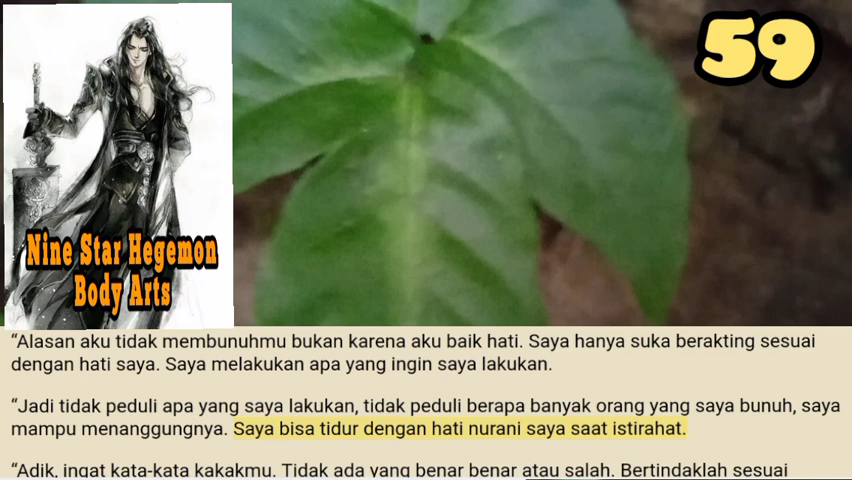 59
Nine Star Hegemon
Body Arts
“Alasan aku tidak membunuhmu bukan karena aku baik hati. Saya hanya suka berakting sesuai
dengan hati saya. Saya melakukan apa yang ingin saya lakukan.
“Jadi tidak peduli apa yang saya lakukan, tidak peduli berapa banyak orang yang saya bunuh, saya
mampu menanggungnya. Saya bisa tidur dengan hati nurani saya saat istirahat.
“Adik, ingat kata-kata kakakmu. Tidak ada yang benar benar atau salah. Bertindaklah sesuai